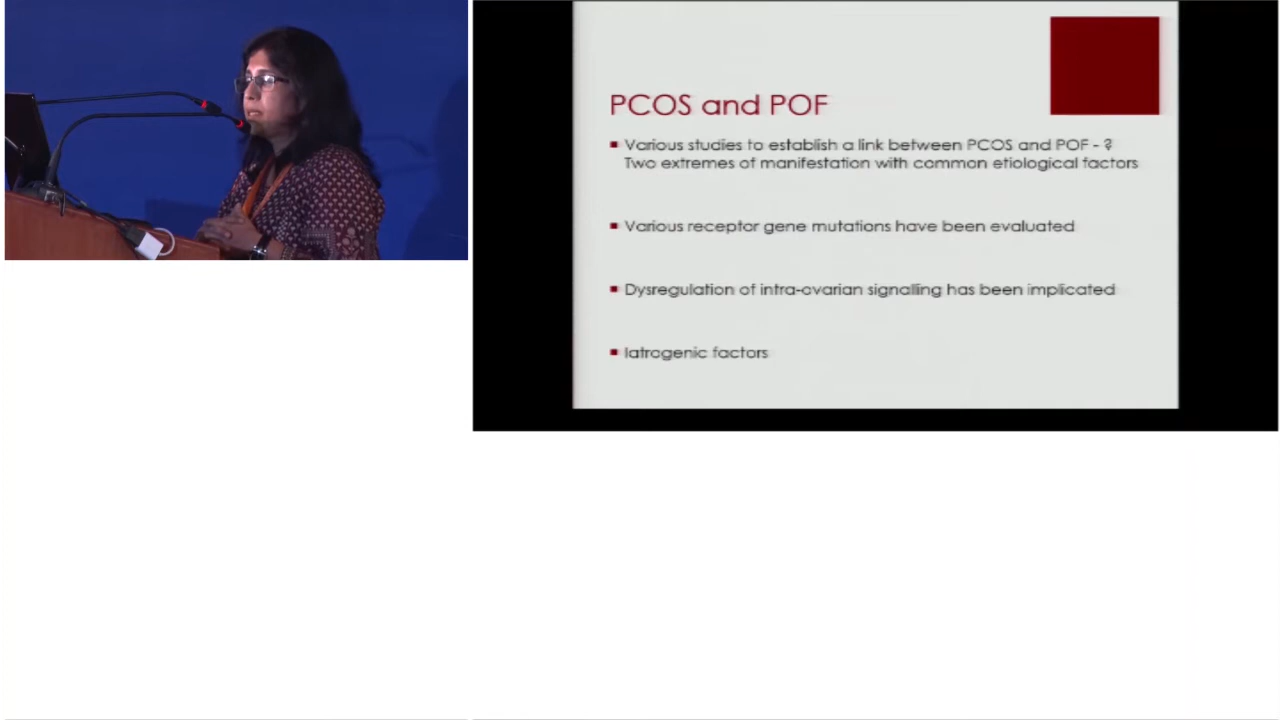 PCOS and POF
▪ Various studies to establish a link between PCOS and POF - ?
Two extremes of manifestation with common etiological factors
▪ Various receptor gene mutations have been evaluated
▪ Dysregulation of intra-ovarian signalling has been implicated
▪ Iatrogenic factors